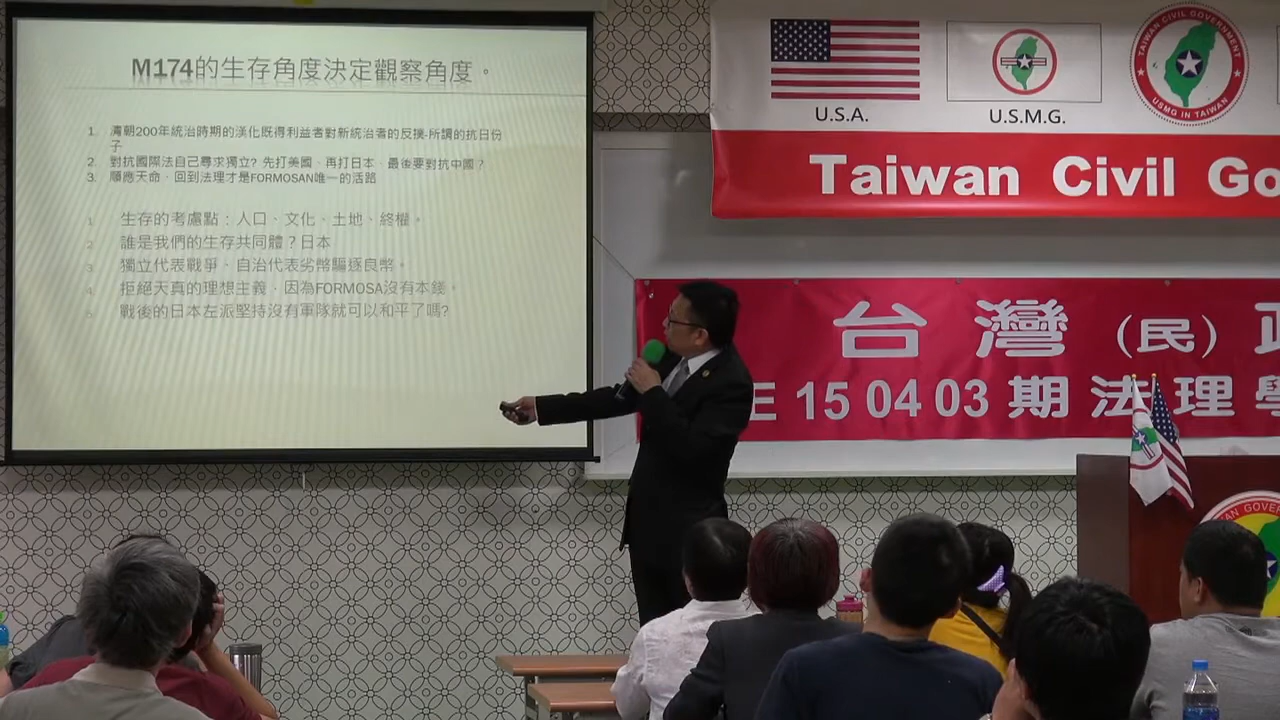 M174的生存角度決定觀察角度。
1. 清朝200年統治時期的漢化既得利益者對新統治者的反撲-所謂的抗日份
子
2. 對抗國際法自己尋求獨立? 先打美國、再打日本、最後要對抗中國?
3. 順應天命、回到法理才是FORMOSAN唯一的活路
1. 生存的考慮點：人口、文化、土地、終權。
2. 誰是我們的生存共同體？日本
3. 獨立代表戰爭、自治代表劣幣驅逐良幣。
4. 拒絕天真的理想主義，因為FORMOSA沒有本錢。
5. 戰後的日本左派堅持沒有軍隊就可以和平了嗎?
U.S.A.
U.S.M.G.
TAIWAN CIVIL GOVERNMENT
USMG IN TAIWAN
Taiwan Civil Go
台灣（民）政
E 15 04 03 期法理學
AN GOVER